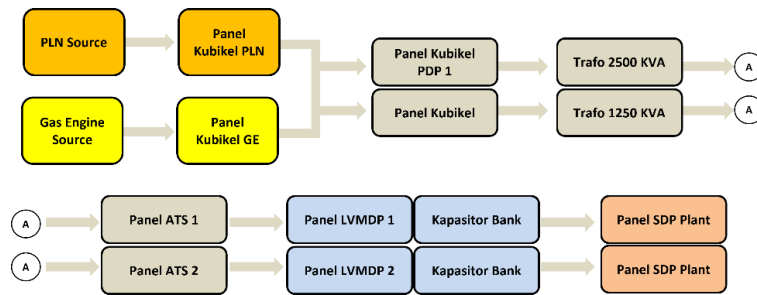 PLN Source
Panel
Kubikel PLN
Panel Kubikel
PDP 1
Trafo 2500 KVA
A
Gas Engine
Source
Panel
Kubikel GE
Panel Kubikel
Trafo 1250 KVA
A
A
Panel ATS 1
Panel LVMDP 1
Kapasitor Bank
Panel SDP Plant
A
Panel ATS 2
Panel LVMDP 2
Kapasitor Bank
Panel SDP Plant